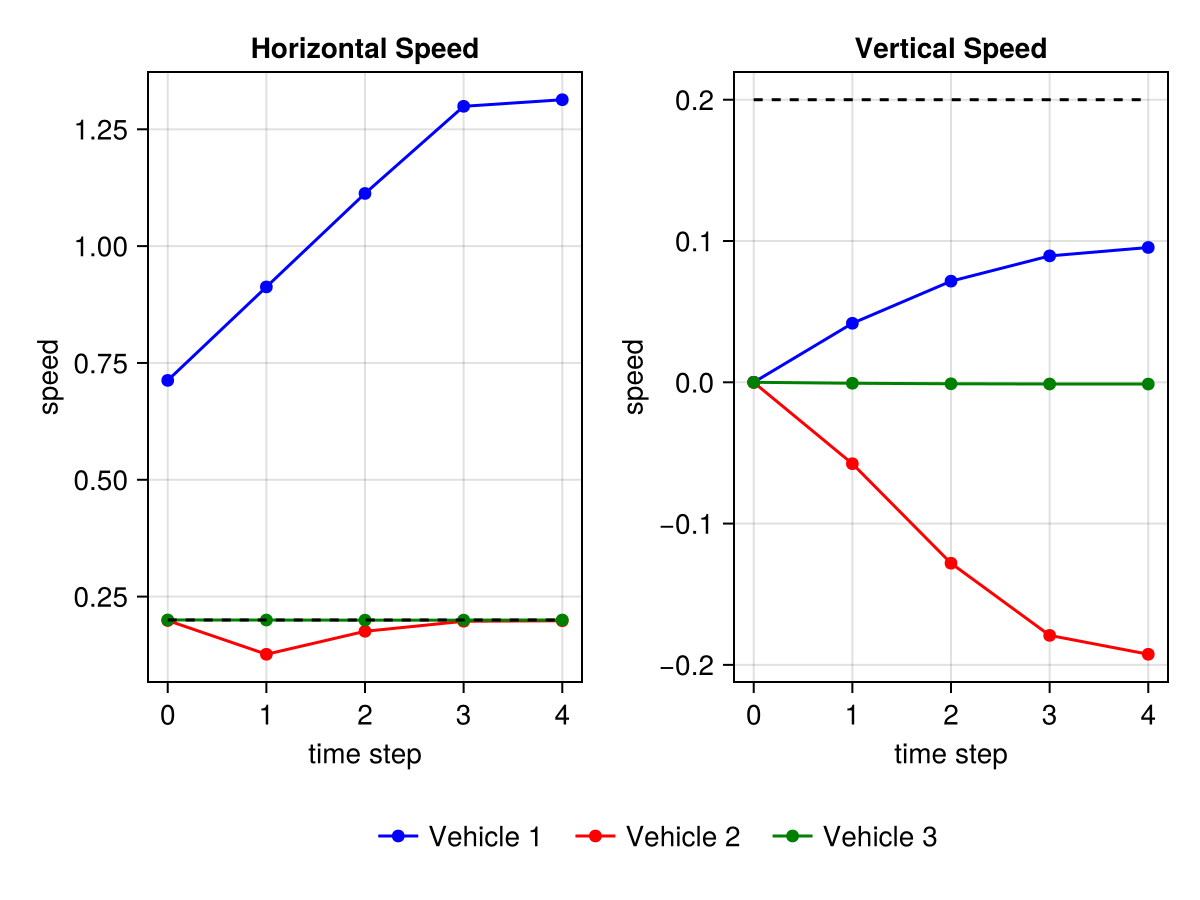 Horizontal Speed
speed
1.25
1.00
0.75
0.50
0.25
0 1 2 3 4
time step
Vertical Speed
speed
0.2
0.1
0.0
−0.1
−0.2
0 1 2 3 4
time step
Vehicle 1 Vehicle 2 Vehicle 3